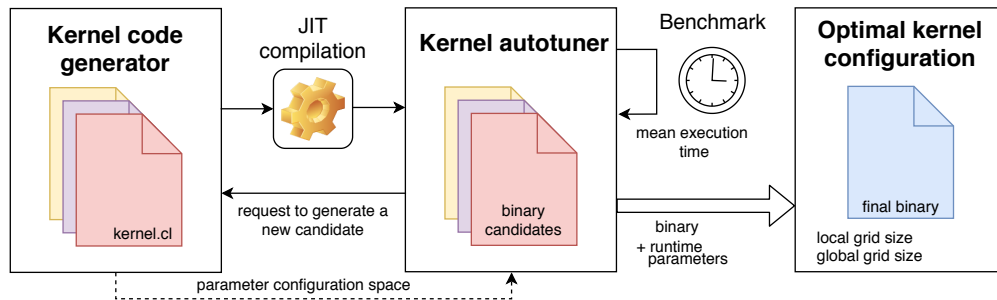 Kernel code
generator
kernel.cl
JIT
compilation
request to generate a
new candidate
parameter configuration space
Kernel autotuner
binary
candidates
Benchmark
mean execution
time
binary
+ runtime
parameters
Optimal kernel
configuration
final binary
local grid size
global grid size